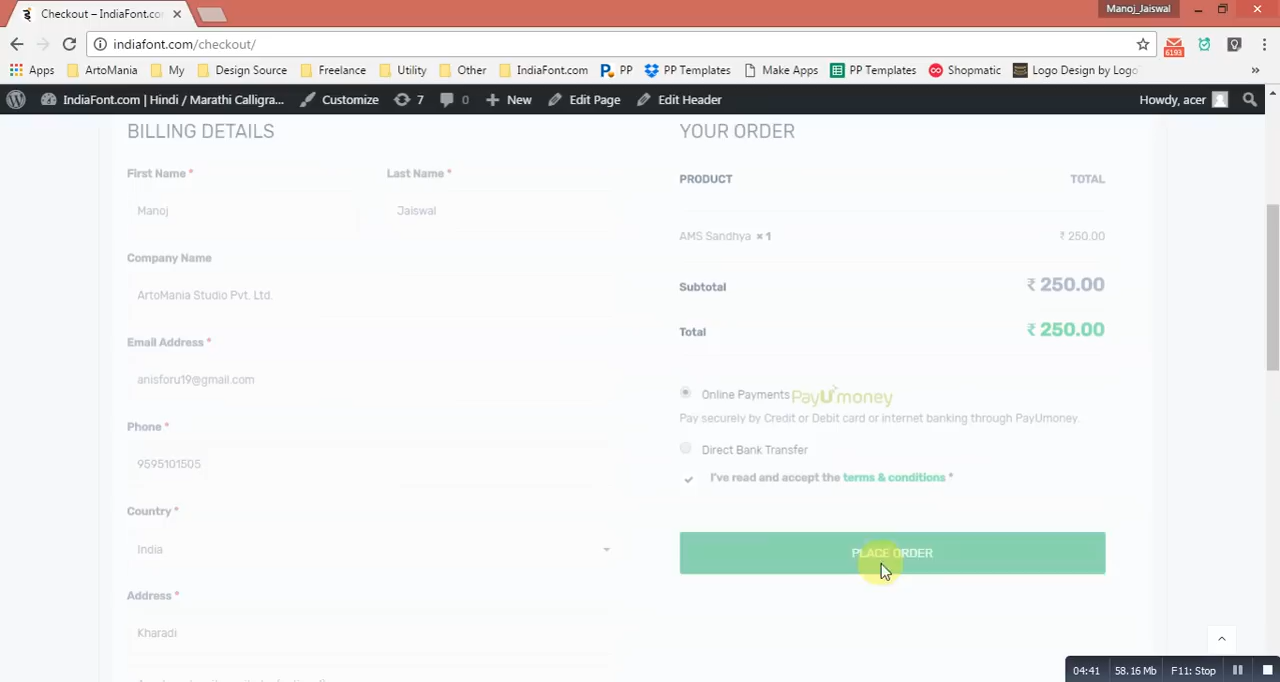 Checkout – IndiaFont.co
Manoj_Jaiswal
indiafont.com/checkout/
6193
Apps ArtoMania My Design Source Freelance Utility Other IndiaFont.com PP PP Templates Make Apps PP Templates Shopmatic Logo Design by Logo
IndiaFont.com | Hindi / Marathi Calligra... Customize 7 0 New Edit Page Edit Header Howdy, acer
BILLING DETAILS
First Name * Last Name *
Manoj Jaiswal
Company Name
ArtoMania Studio Pvt. Ltd.
Email Address *
anisforu19@gmail.com
Phone *
9595101505
Country *
India
Address *
Kharadi
YOUR ORDER
PRODUCT TOTAL
AMS Sandhya × 1 ₹ 250.00
Subtotal ₹ 250.00
Total ₹ 250.00
Online Payments PayUmoney
Pay securely by Credit or Debit card or internet banking through PayUmoney.
Direct Bank Transfer
I've read and accept the terms & conditions *
PLACE ORDER
04:41 58.16 Mb F11: Stop